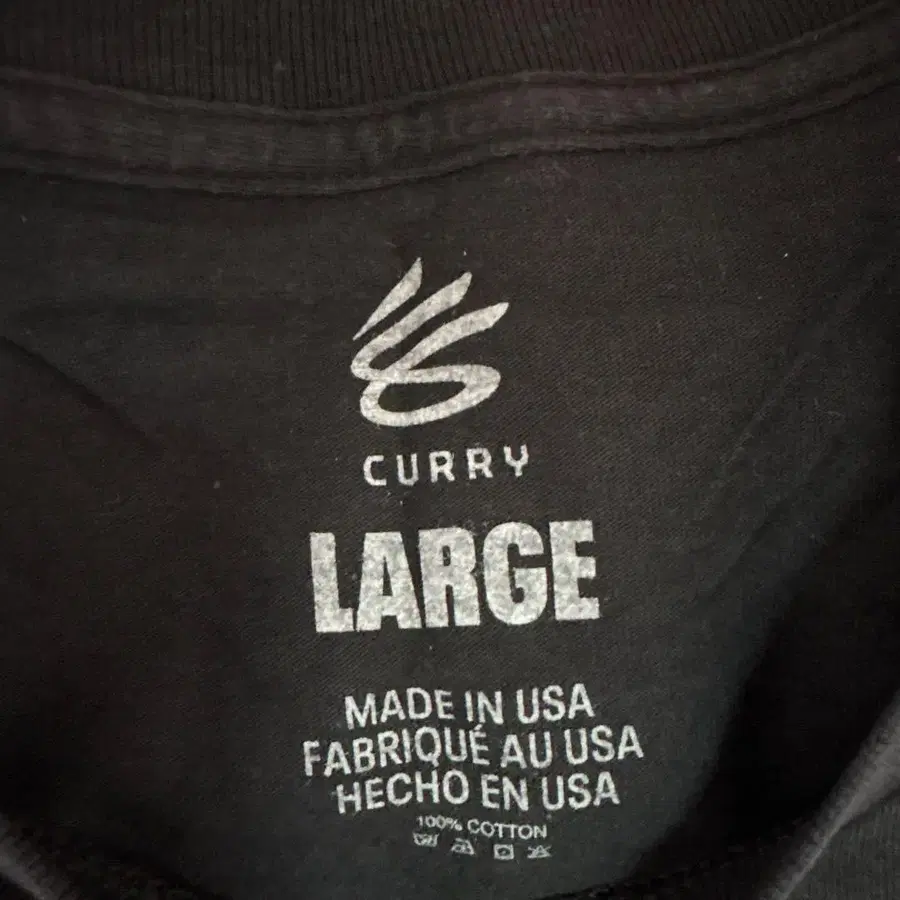 CURRY
LARGE
MADE IN USA
FABRIQUÉ AU USA
HECHO EN USA
100% COTTON